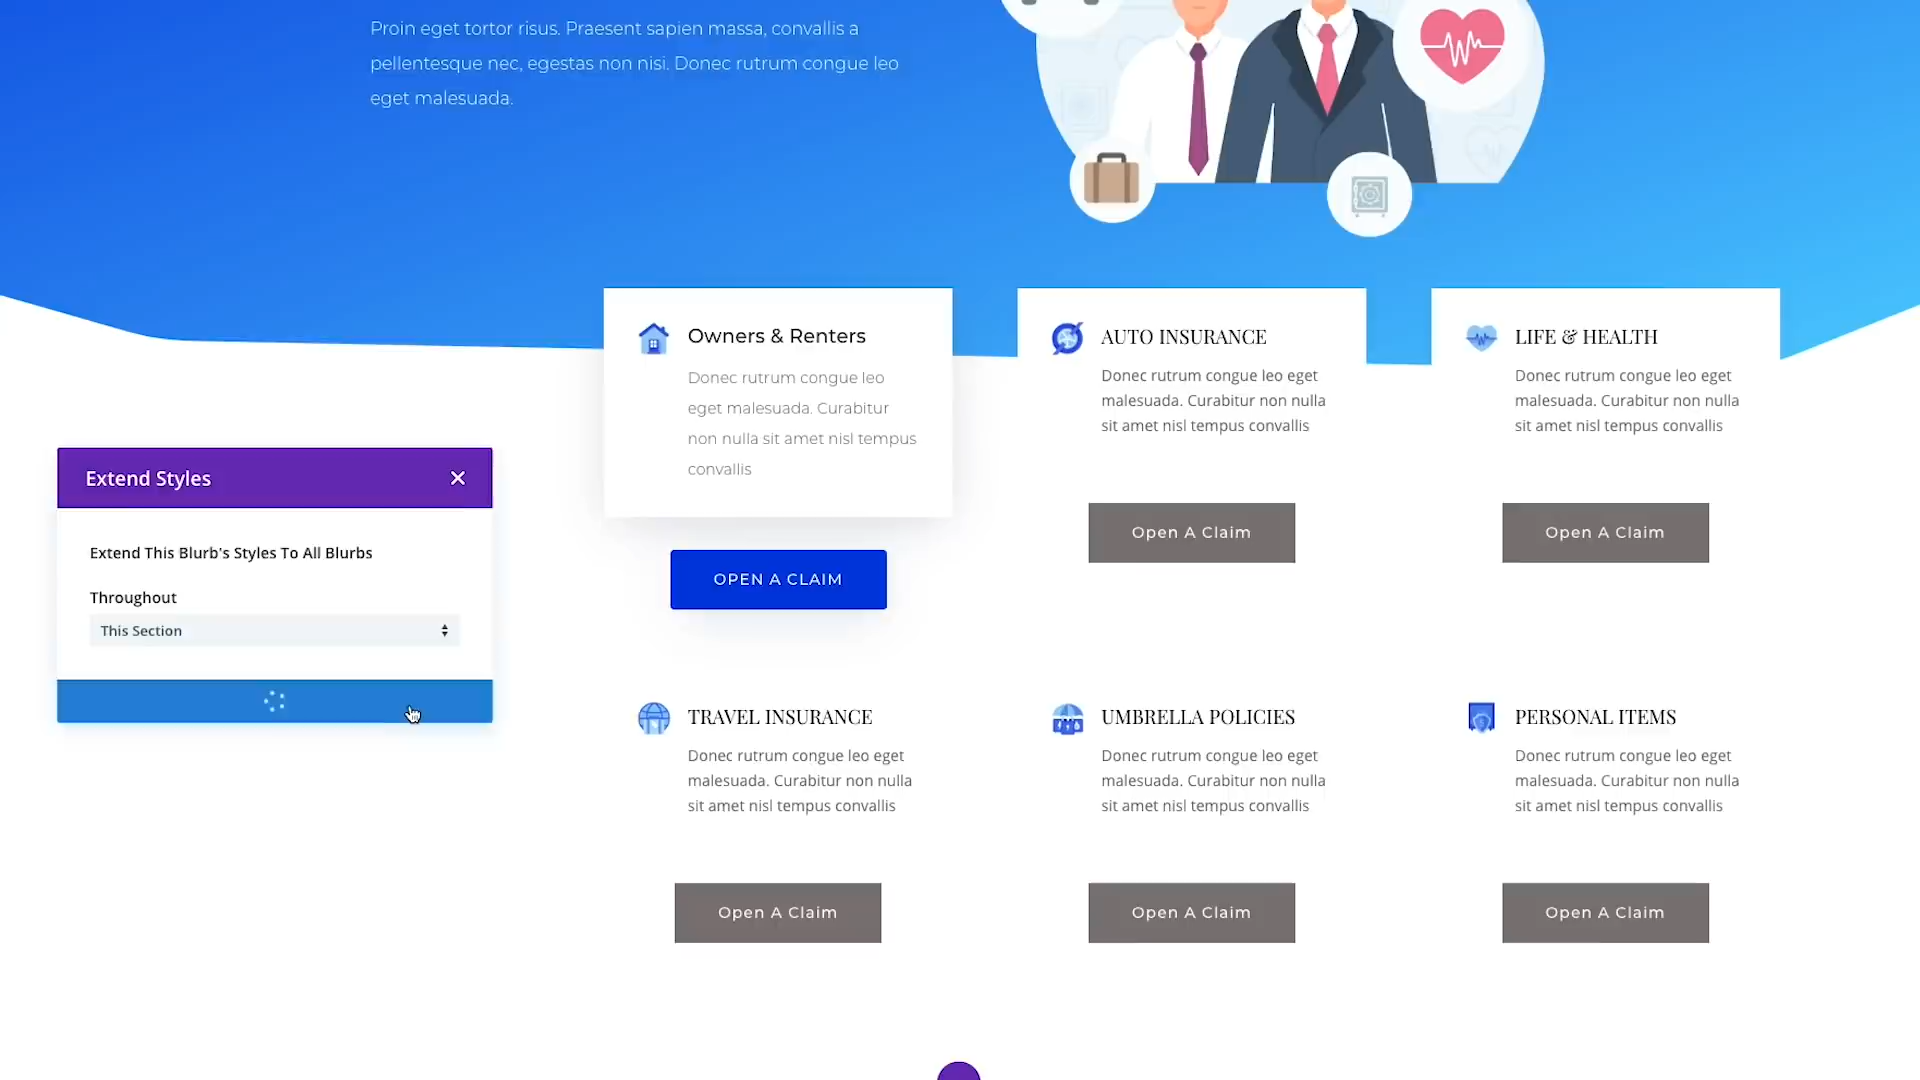 Proin eget tortor risus. Praesent sapien massa, convallis a
pellentesque nec, egestas non nisi. Donec rutrum congue leo
eget malesuada.
Owners & Renters
Donec rutrum congue leo
eget malesuada. Curabitur
non nulla sit amet nisl tempus
convallis
OPEN A CLAIM
AUTO INSURANCE
Donec rutrum congue leo eget
malesuada. Curabitur non nulla
sit amet nisl tempus convallis
Open A Claim
LIFE & HEALTH
Donec rutrum congue leo eget
malesuada. Curabitur non nulla
sit amet nisl tempus convallis
Open A Claim
Extend Styles
Extend This Blurb's Styles To All Blurbs
Throughout
This Section
TRAVEL INSURANCE
Donec rutrum congue leo eget
malesuada. Curabitur non nulla
sit amet nisl tempus convallis
Open A Claim
UMBRELLA POLICIES
Donec rutrum congue leo eget
malesuada. Curabitur non nulla
sit amet nisl tempus convallis
Open A Claim
PERSONAL ITEMS
Donec rutrum congue leo eget
malesuada. Curabitur non nulla
sit amet nisl tempus convallis
Open A Claim